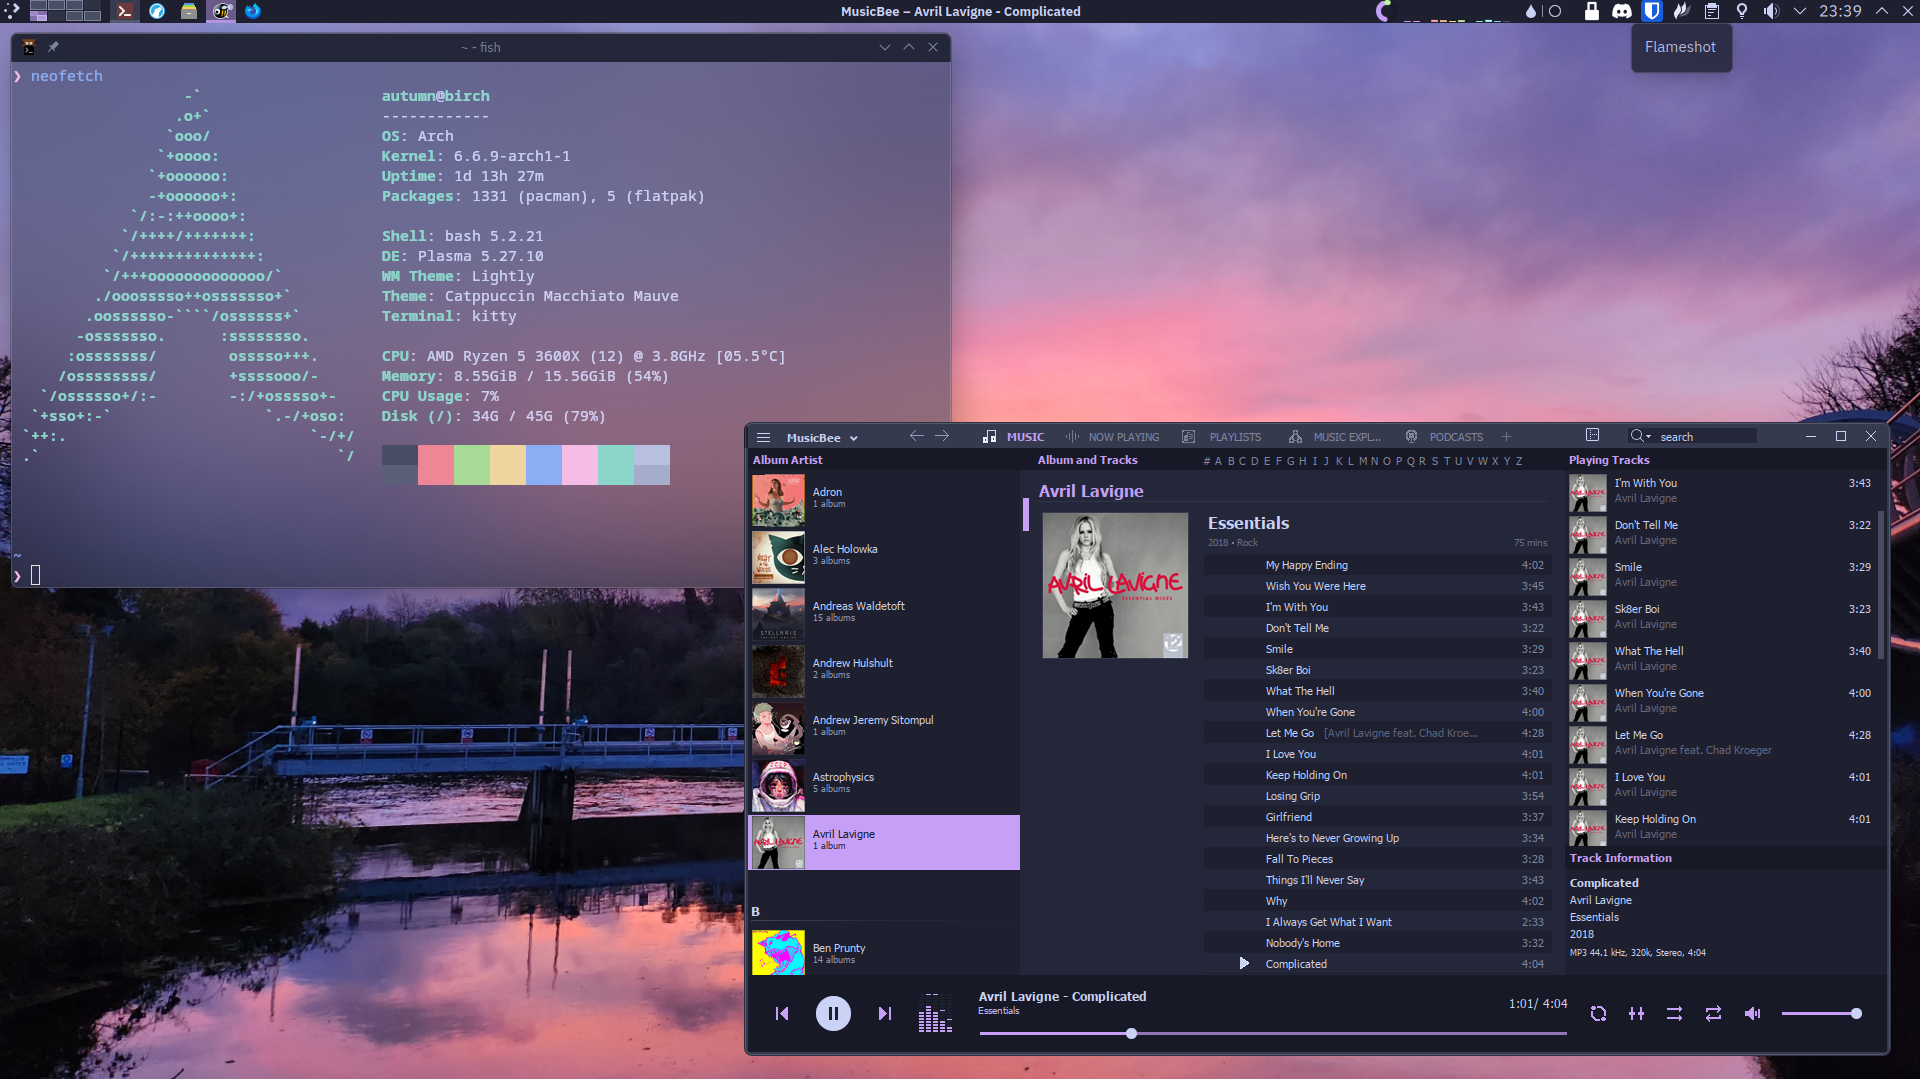 MusicBee – Avril Lavigne - Complicated
23:39
Flameshot
~ - fish
❯ neofetch
autumn@birch
------------
OS: Arch
Kernel: 6.6.9-arch1-1
Uptime: 1d 13h 27m
Packages: 1331 (pacman), 5 (flatpak)
Shell: bash 5.2.21
DE: Plasma 5.27.10
WM Theme: Lightly
Theme: Catppuccin Macchiato Mauve
Terminal: kitty
CPU: AMD Ryzen 5 3600X (12) @ 3.8GHz [05.5°C]
Memory: 8.55GiB / 15.56GiB (54%)
CPU Usage: 7%
Disk (/): 34G / 45G (79%)
~
❯
MusicBee
MUSIC
NOW PLAYING
PLAYLISTS
MUSIC EXPL...
PODCASTS
search
Album Artist
Adron
1 album
Alec Holowka
3 albums
Andreas Waldetoft
15 albums
STELLARIS
Andrew Hulshult
2 albums
Andrew Jeremy Sitompul
1 album
Astrophysics
5 albums
Avril Lavigne
1 album
B
Ben Prunty
14 albums
Album and Tracks
# A B C D E F G H I J K L M N O P Q R S T U V W X Y Z
Avril Lavigne
AVRIL LAVIGNE
ESSENTIAL MIXES
Essentials
2018 • Rock 75 mins
My Happy Ending 4:02
Wish You Were Here 3:45
I'm With You 3:43
Don't Tell Me 3:22
Smile 3:29
Sk8er Boi 3:23
What The Hell 3:40
When You're Gone 4:00
Let Me Go [Avril Lavigne feat. Chad Kroe... 4:28
I Love You 4:01
Keep Holding On 4:01
Losing Grip 3:54
Girlfriend 3:37
Here's to Never Growing Up 3:34
Fall To Pieces 3:28
Things I'll Never Say 3:43
Why 4:02
I Always Get What I Want 2:33
Nobody's Home 3:32
Complicated 4:04
Playing Tracks
I'm With You 3:43
Avril Lavigne
Don't Tell Me 3:22
Avril Lavigne
Smile 3:29
Avril Lavigne
Sk8er Boi 3:23
Avril Lavigne
What The Hell 3:40
Avril Lavigne
When You're Gone 4:00
Avril Lavigne
Let Me Go 4:28
Avril Lavigne feat. Chad Kroeger
I Love You 4:01
Avril Lavigne
Keep Holding On 4:01
Avril Lavigne
Track Information
Complicated
Avril Lavigne
Essentials
2018
MP3 44.1 kHz, 320k, Stereo, 4:04
Avril Lavigne - Complicated
Essentials
1:01/ 4:04